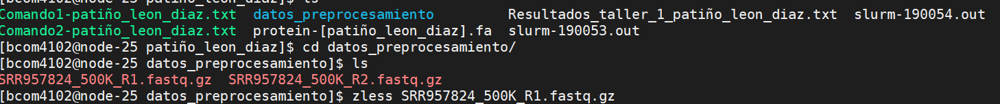 ls
Comando1-patiño_leon_diaz.txt  datos_preprocesamiento         Resultados_taller_1_patiño_leon_diaz.txt  slurm-190054.out
Comando2-patiño_leon_diaz.txt  protein-[patiño_leon_diaz].fa  slurm-190053.out
[bcom4102@node-25 patiño_leon_diaz]$ cd datos_preprocesamiento/
[bcom4102@node-25 datos_preprocesamiento]$ ls
SRR957824_500K_R1.fastq.gz  SRR957824_500K_R2.fastq.gz
[bcom4102@node-25 datos_preprocesamiento]$ zless SRR957824_500K_R1.fastq.gz